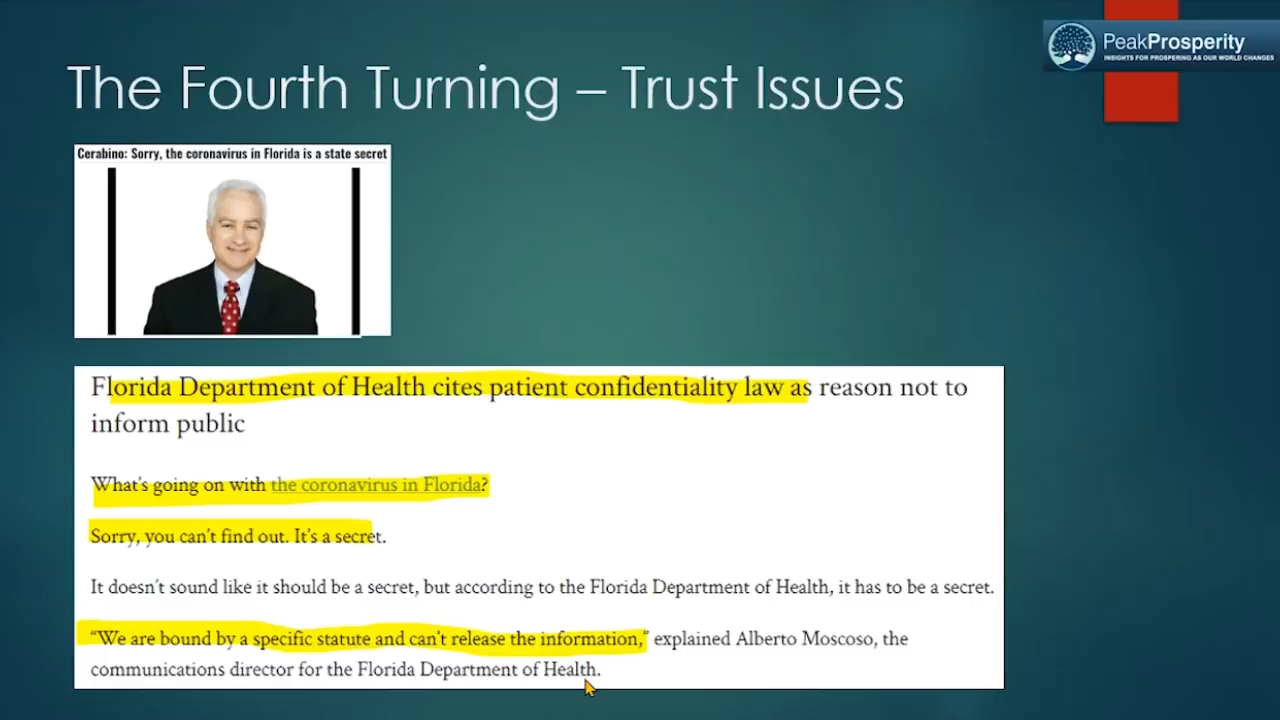 PeakProsperity
INSIGHTS FOR PROSPERING AS OUR WORLD CHANGES
The Fourth Turning – Trust Issues
Cerabino: Sorry, the coronavirus in Florida is a state secret
Florida Department of Health cites patient confidentiality law as reason not to
inform public
What's going on with the coronavirus in Florida?
Sorry, you can't find out. It's a secret.
It doesn't sound like it should be a secret, but according to the Florida Department of Health, it has to be a secret.
“We are bound by a specific statute and can't release the information,” explained Alberto Moscoso, the
communications director for the Florida Department of Health.